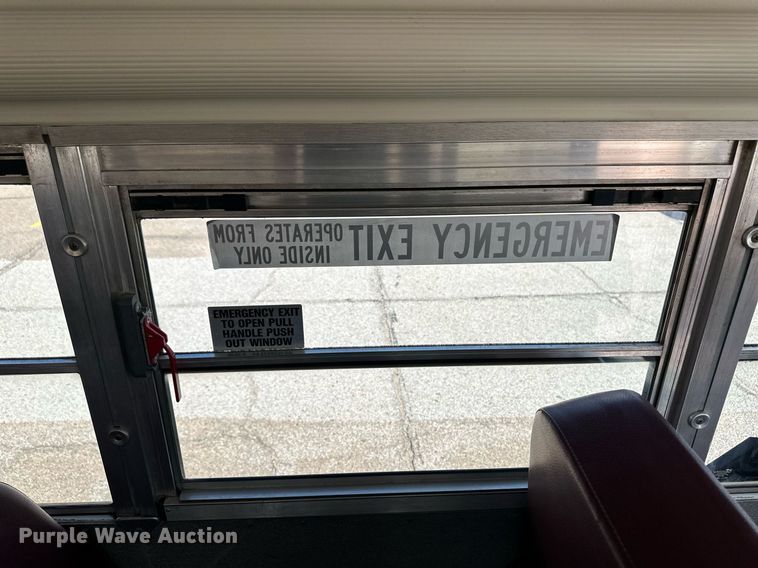 EMERGENCY EXIT OPERATES FROM
INSIDE ONLY
EMERGENCY EXIT
TO OPEN PULL
HANDLE PUSH
OUT WINDOW
Purple Wave Auction